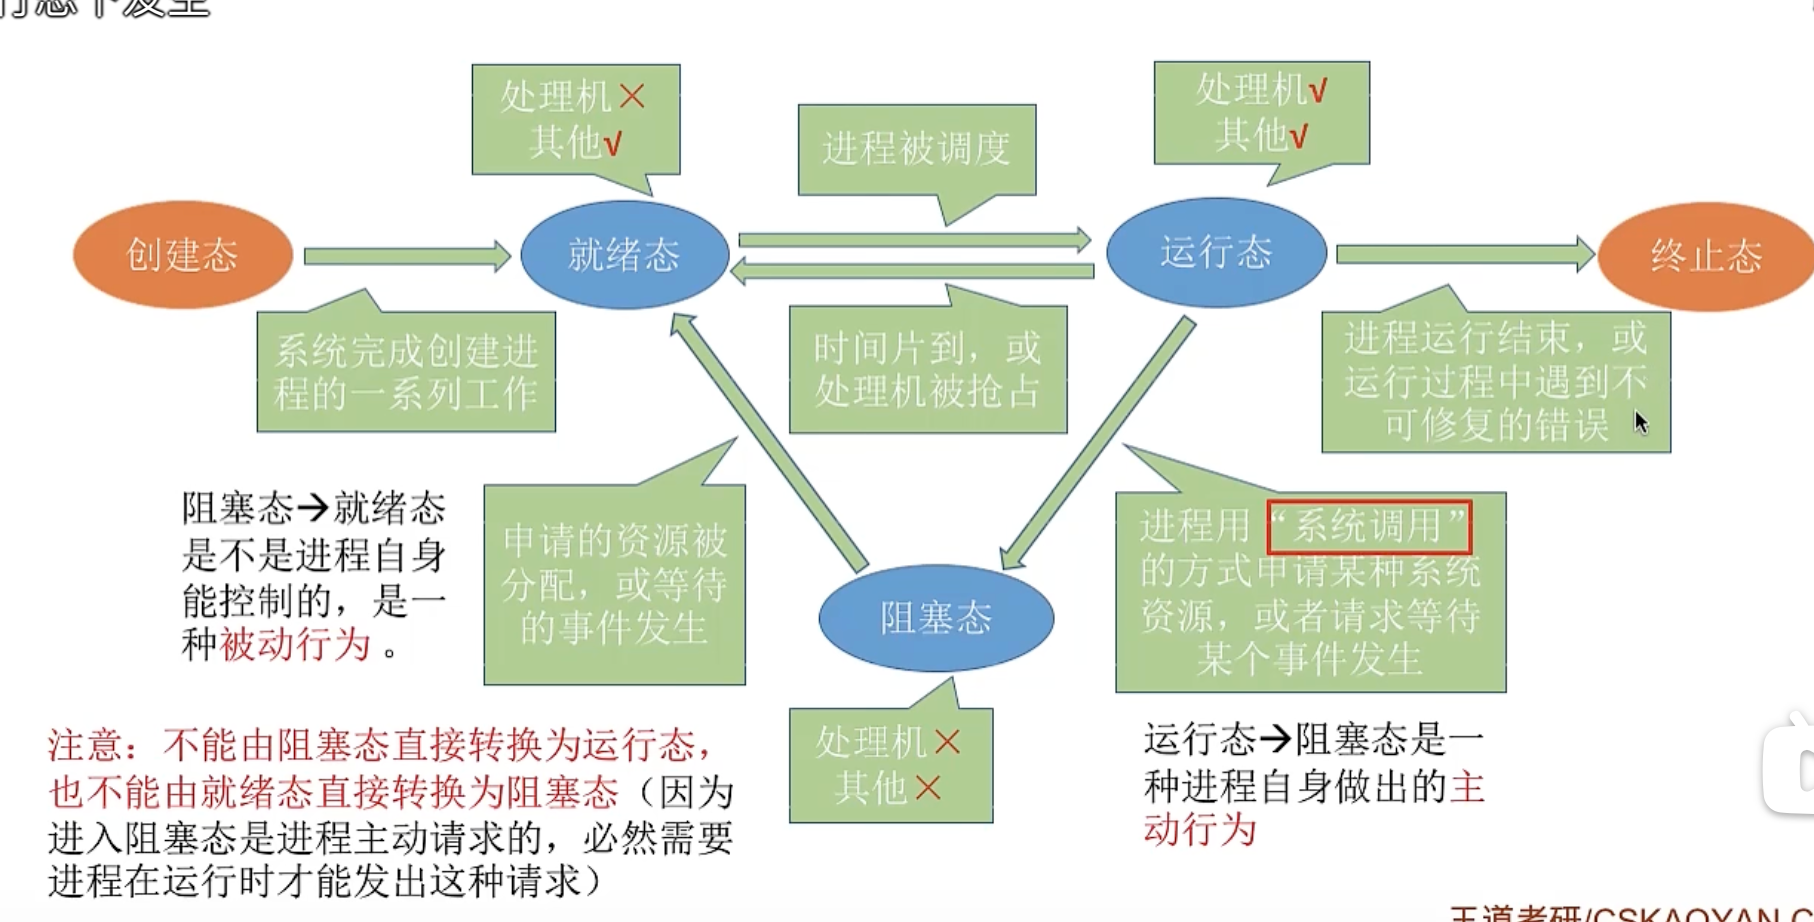 处理机×
其他√
进程被调度
处理机√
其他√
创建态
就绪态
运行态
终止态
系统完成创建进
程的一系列工作
时间片到，或
处理机被抢占
进程运行结束，或
运行过程中遇到不
可修复的错误
阻塞态→就绪态
是不是进程自身
能控制的，是一
种被动行为。
申请的资源被
分配，或等待
的事件发生
进程用“系统调用”
的方式申请某种系统
资源，或者请求等待
某个事件发生
阻塞态
处理机×
其他×
注意：不能由阻塞态直接转换为运行态，
也不能由就绪态直接转换为阻塞态（因为
进入阻塞态是进程主动请求的，必然需要
进程在运行时才能发出这种请求）
运行态→阻塞态是一
种进程自身做出的主
动行为
王道考研/CSKAOYAN.C